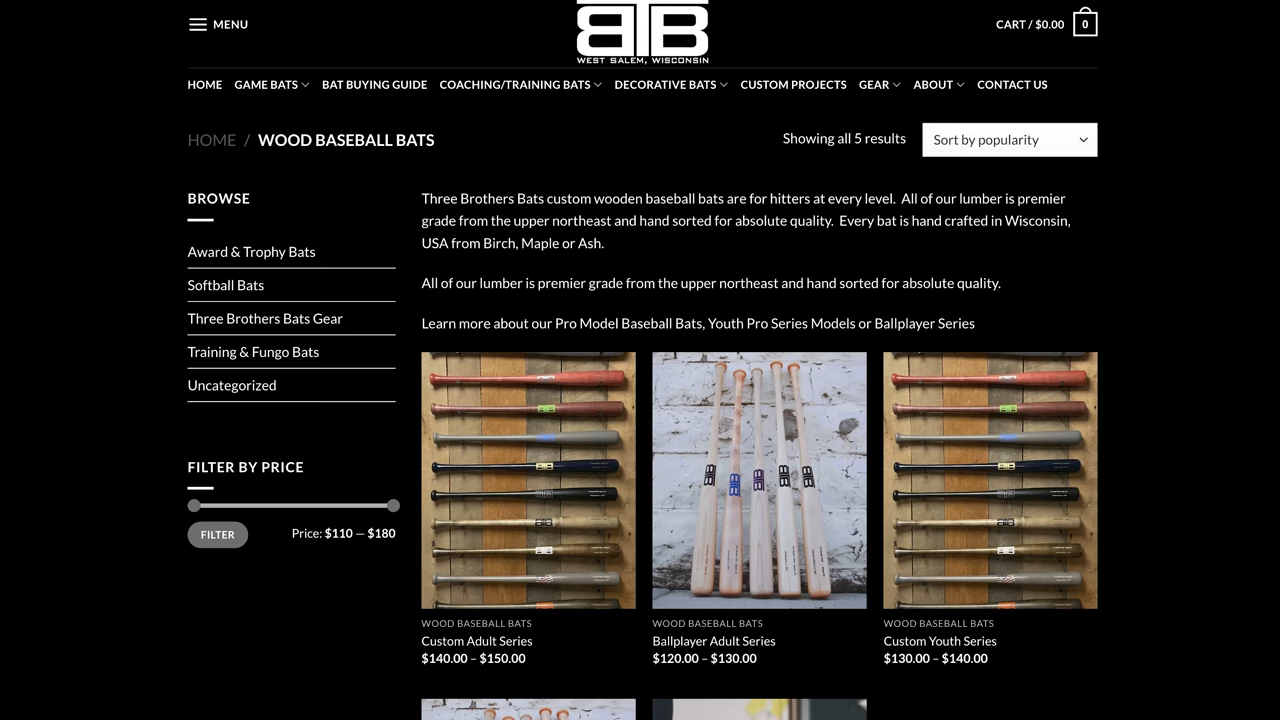 MENU
BTB
WEST SALEM, WISCONSIN
CART / $0.00
0
HOME
GAME BATS
BAT BUYING GUIDE
COACHING/TRAINING BATS
DECORATIVE BATS
CUSTOM PROJECTS
GEAR
ABOUT
CONTACT US
HOME / WOOD BASEBALL BATS
Showing all 5 results
Sort by popularity
BROWSE
Award & Trophy Bats
Softball Bats
Three Brothers Bats Gear
Training & Fungo Bats
Uncategorized
FILTER BY PRICE
FILTER
Price: $110 — $180
Three Brothers Bats custom wooden baseball bats are for hitters at every level. All of our lumber is premier
grade from the upper northeast and hand sorted for absolute quality. Every bat is hand crafted in Wisconsin,
USA from Birch, Maple or Ash.
All of our lumber is premier grade from the upper northeast and hand sorted for absolute quality.
Learn more about our Pro Model Baseball Bats, Youth Pro Series Models or Ballplayer Series
WOOD BASEBALL BATS
Custom Adult Series
$140.00 – $150.00
WOOD BASEBALL BATS
Ballplayer Adult Series
$120.00 – $130.00
WOOD BASEBALL BATS
Custom Youth Series
$130.00 – $140.00